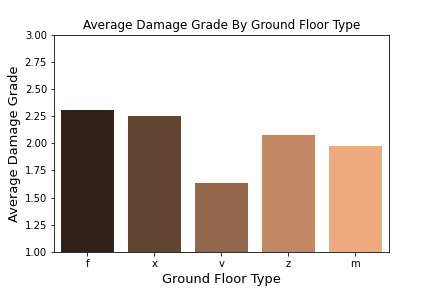 Average Damage Grade By Ground Floor Type
Average Damage Grade
3.00
2.75
2.50
2.25
2.00
1.75
1.50
1.25
1.00
f x v z m
Ground Floor Type